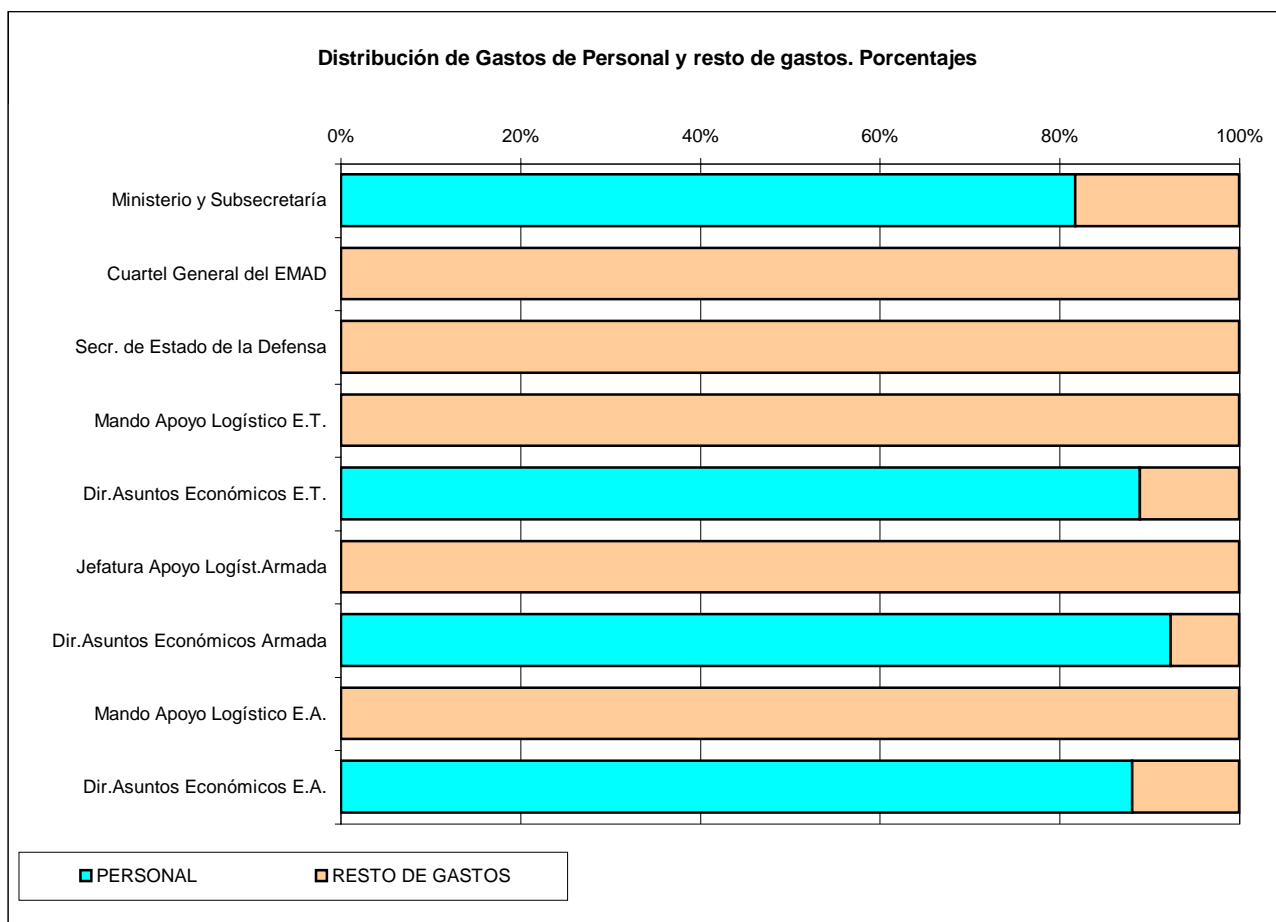 Distribución de Gastos de Personal y resto de gastos. Porcentajes
0% 20% 40% 60% 80% 100%
Ministerio y Subsecretaría
Cuartel General del EMAD
Secr. de Estado de la Defensa
Mando Apoyo Logístico E.T.
Dir.Asuntos Económicos E.T.
Jefatura Apoyo Logíst.Armada
Dir.Asuntos Económicos Armada
Mando Apoyo Logístico E.A.
Dir.Asuntos Económicos E.A.
PERSONAL RESTO DE GASTOS